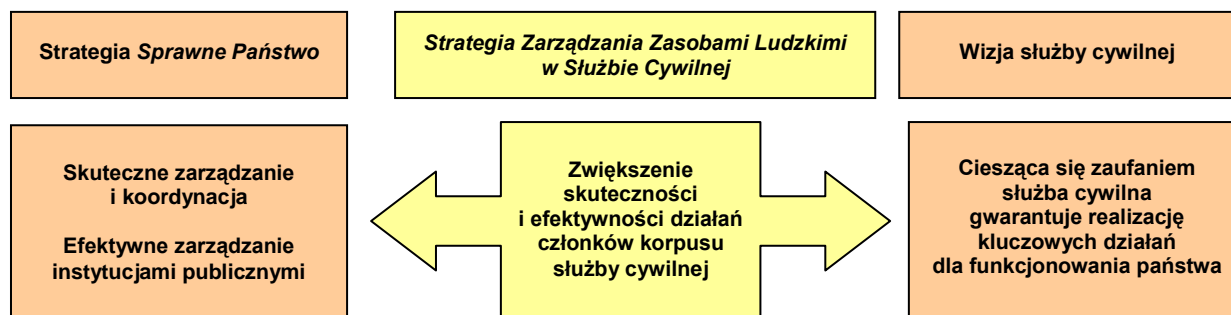 Strategia Sprawne Państwo
Strategia Zarządzania Zasobami Ludzkimi
w Służbie Cywilnej
Wizja służby cywilnej
Skuteczne zarządzanie
i koordynacja
Efektywne zarządzanie
instytucjami publicznymi
Zwiększenie
skuteczności
i efektywności działań
członków korpusu
służby cywilnej
Ciesząca się zaufaniem
służba cywilna
gwarantuje realizację
kluczowych działań
dla funkcjonowania państwa